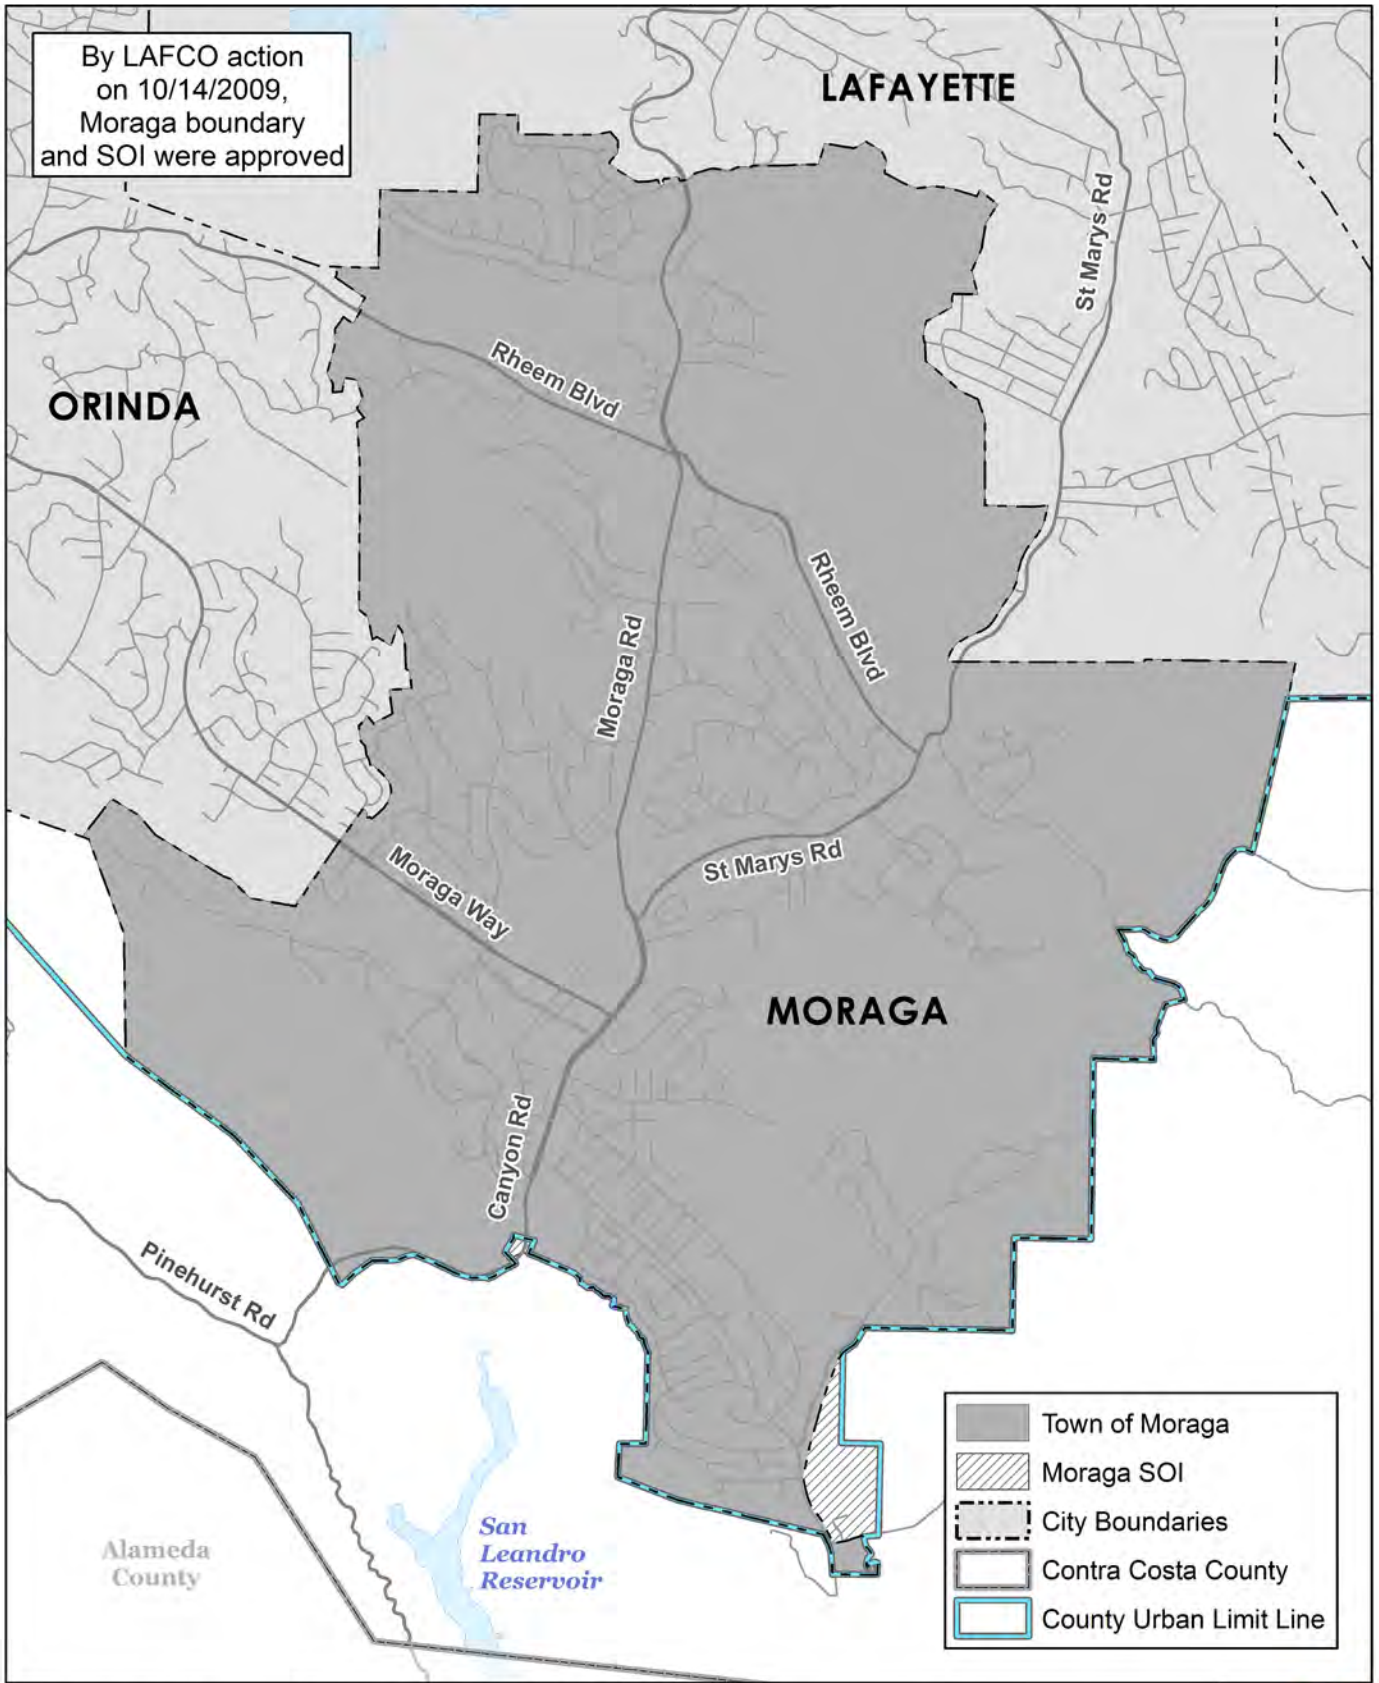 By LAFCO action
on 10/14/2009,
Moraga boundary
and SOI were approved
LAFAYETTE
St Marys Rd
Rheem Blvd
ORINDA
Rheem Blvd
Moraga Rd
St Marys Rd
Moraga Way
MORAGA
Canyon Rd
Pinehurst Rd
San
Leandro
Reservoir
Alameda
County
Town of Moraga
Moraga SOI
City Boundaries
Contra Costa County
County Urban Limit Line